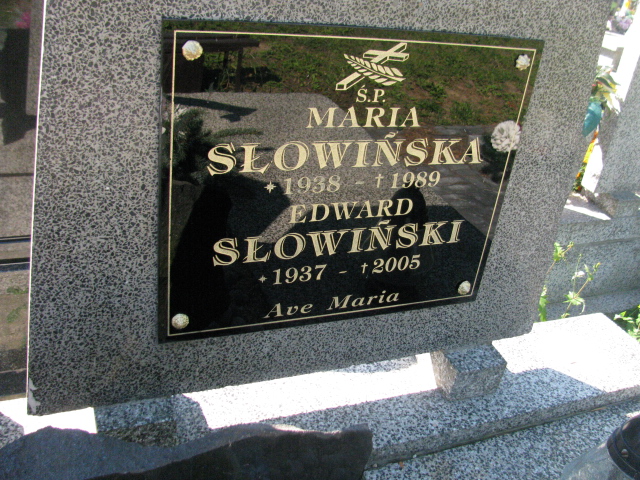 Ś.P.
MARIA
SŁOWIŃSKA
* 1938 - † 1989
EDWARD
SŁOWIŃSKI
* 1937 - † 2005
Ave Maria